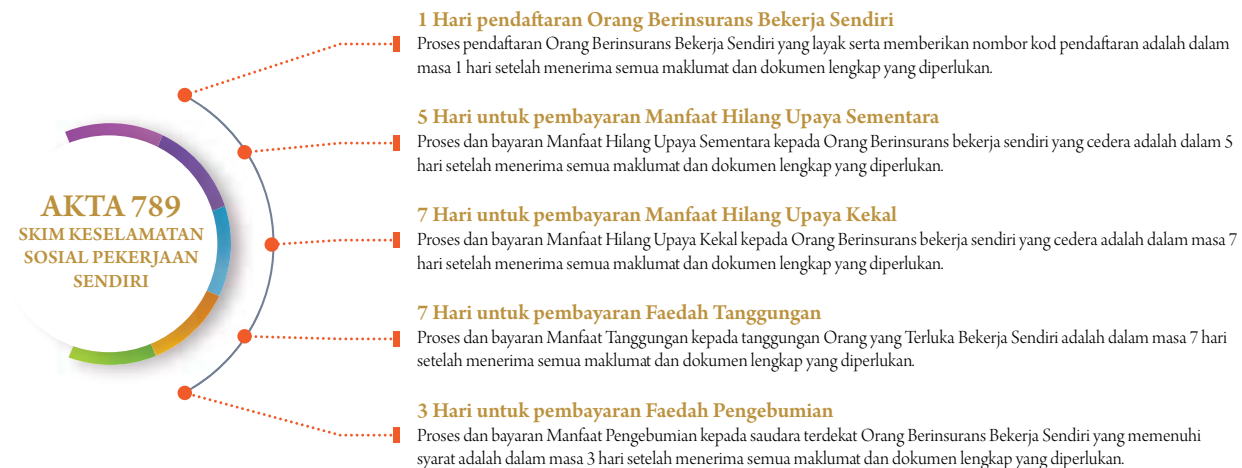 AKTA 789
SKIM KESELAMATAN
SOSIAL PEKERJAAN
SENDIRI
1 Hari pendaftaran Orang Berinsurans Bekerja Sendiri
Proses pendaftaran Orang Berinsurans Bekerja Sendiri yang layak serta memberikan nombor kod pendaftaran adalah dalam
masa 1 hari setelah menerima semua maklumat dan dokumen lengkap yang diperlukan.
5 Hari untuk pembayaran Manfaat Hilang Upaya Sementara
Proses dan bayaran Manfaat Hilang Upaya Sementara kepada Orang Berinsurans bekerja sendiri yang cedera adalah dalam 5
hari setelah menerima semua maklumat dan dokumen lengkap yang diperlukan.
7 Hari untuk pembayaran Manfaat Hilang Upaya Kekal
Proses dan bayaran Manfaat Hilang Upaya Kekal kepada Orang Berinsurans bekerja sendiri yang cedera adalah dalam masa 7
hari setelah menerima semua maklumat dan dokumen lengkap yang diperlukan.
7 Hari untuk pembayaran Faedah Tanggungan
Proses dan bayaran Manfaat Tanggungan kepada tanggungan Orang yang Terluka Bekerja Sendiri adalah dalam masa 7 hari
setelah menerima semua maklumat dan dokumen lengkap yang diperlukan.
3 Hari untuk pembayaran Faedah Pengebumian
Proses dan bayaran Manfaat Pengebumian kepada saudara terdekat Orang Berinsurans Bekerja Sendiri yang memenuhi
syarat adalah dalam masa 3 hari setelah menerima semua maklumat dan dokumen lengkap yang diperlukan.